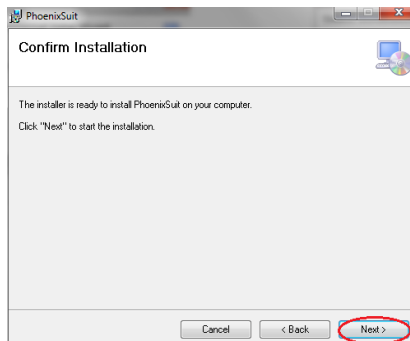 PhoenixSuit
Confirm Installation
The installer is ready to install PhoenixSuit on your computer.
Click "Next" to start the installation.
Cancel
< Back
Next >